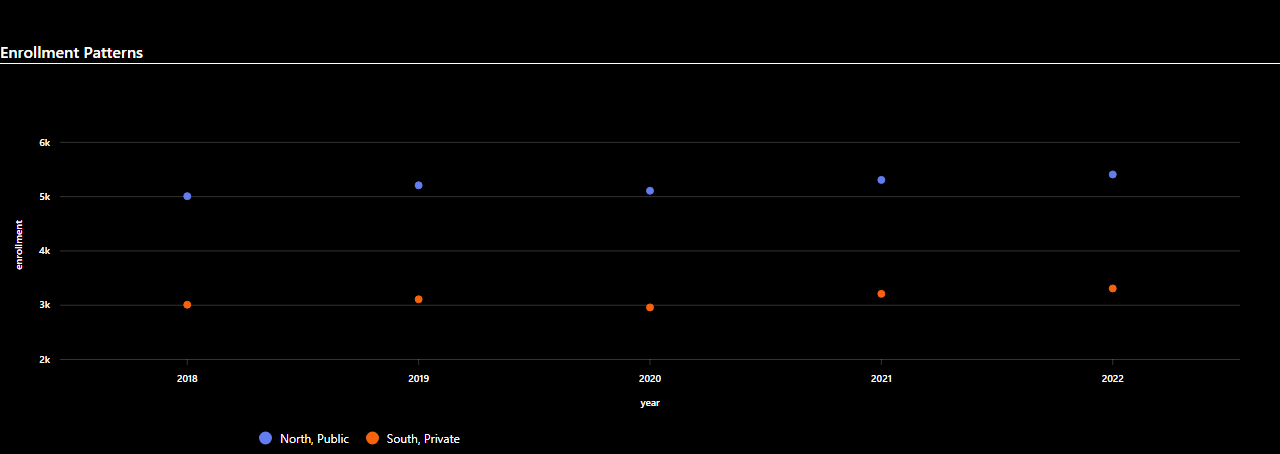 Enrollment Patterns
6k
5k
4k
3k
2k
enrollment
2018 2019 2020 2021 2022
year
North, Public South, Private